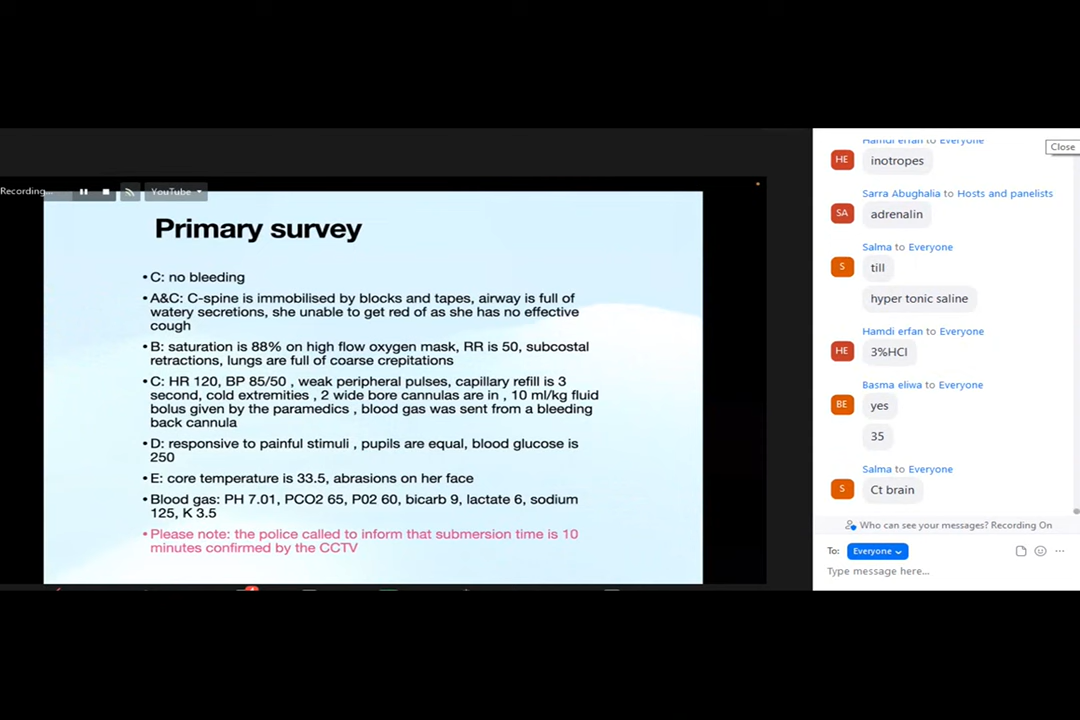 Recording...
YouTube
Primary survey
•C: no bleeding
•A&C: C-spine is immobilised by blocks and tapes, airway is full of
watery secretions, she unable to get red of as she has no effective
cough
•B: saturation is 88% on high flow oxygen mask, RR is 50, subcostal
retractions, lungs are full of coarse crepitations
•C: HR 120, BP 85/50 , weak peripheral pulses, capillary refill is 3
second, cold extremities , 2 wide bore cannulas are in , 10 ml/kg fluid
bolus given by the paramedics , blood gas was sent from a bleeding
back cannula
•D: responsive to painful stimuli , pupils are equal, blood glucose is
250
•E: core temperature is 33.5, abrasions on her face
•Blood gas: PH 7.01, PCO2 65, P02 60, bicarb 9, lactate 6, sodium
125, K 3.5
•Please note: the police called to inform that submersion time is 10
minutes confirmed by the CCTV
Hamdi erfan to Everyone
Close
HE
inotropes
Sarra Abughalia to Hosts and panelists
SA
adrenalin
Salma to Everyone
S
till
hyper tonic saline
Hamdi erfan to Everyone
HE
3%HCl
Basma eliwa to Everyone
BE
yes
35
Salma to Everyone
S
Ct brain
Who can see your messages? Recording On
To: Everyone
Type message here...